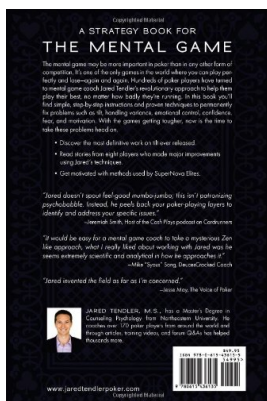 Copyrighted Material
A STRATEGY BOOK FOR
THE MENTAL GAME
The mental game may be more important in poker than in any other form of
competition. It's one of the only games in the world where you can play per-
fectly and lose—again and again. Hundreds of poker players have turned
to mental game coach Jared Tendler's revolutionary approach to help them
play their best, no matter how badly they're running. In this book you'll
find simple, step-by-step instructions and proven techniques to permanently
fix problems such as tilt, handling variance, emotional control, confidence,
fear, and motivation. With the games getting tougher, now is the time to
take these problems head on.
• Discover the most definitive work on tilt ever released.
• Read stories from eight players who made major improvements
using Jared's techniques.
• Get motivated with methods used by SuperNova Elites.
"Jared doesn't spout feel-good mumbo-jumbo; this isn't patronizing
psychobabble. Instead, he peels back your poker-playing layers to
identify and address your specific issues."
—Jeremiah Smith, Host of the Cash Plays podcast on Cardrunners
"It would be easy for a mental game coach to take a mysterious Zen
like approach, what I really liked about working with Jared was he
seems extremely scientific and analytical in how he approaches it."
—Mike "Syous" Song, DeucesCracked Coach
"Jared invented the field as far as I'm concerned."
—Jesse May, The Voice of Poker
JARED TENDLER, M.S., has a Master's Degree in
Counseling Psychology from Northeastern University. He
coaches over 170 poker players from around the world and
through articles, training videos, and forum Q&As has helped
thousands more.
www.jaredtendlerpoker.com
Copyrighted Material